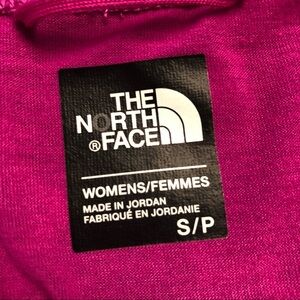 THE
NORTH
® FACE
WOMENS/FEMMES
MADE IN JORDAN
FABRIQUÉ EN JORDANIE
S/P